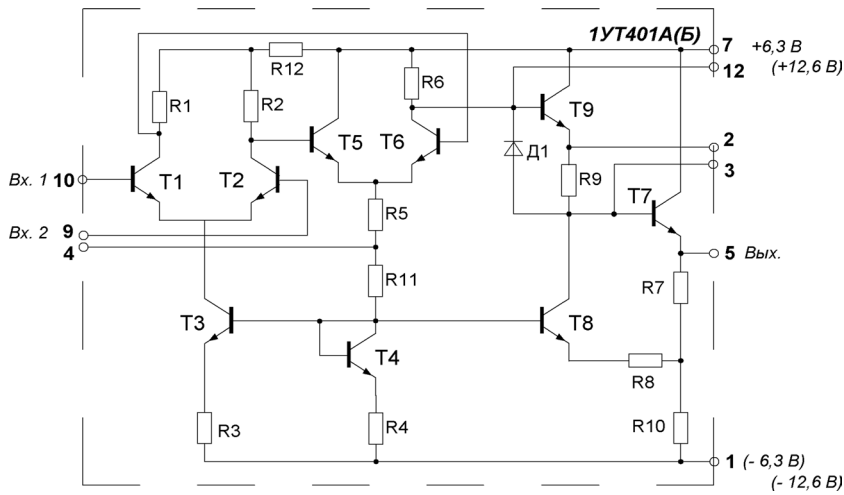 1УТ401А(Б)
7 +6,3 В
12 (+12,6 В)
R12
R1
R2
R6
T9
T5
T6
2
Д1
3
Вх. 1 10
T1
T2
R9
T7
R5
Вх. 2 9
4
5 Вых.
R11
R7
T3
T8
T4
R8
R3
R4
R10
1 (- 6,3 В)
(- 12,6 В)